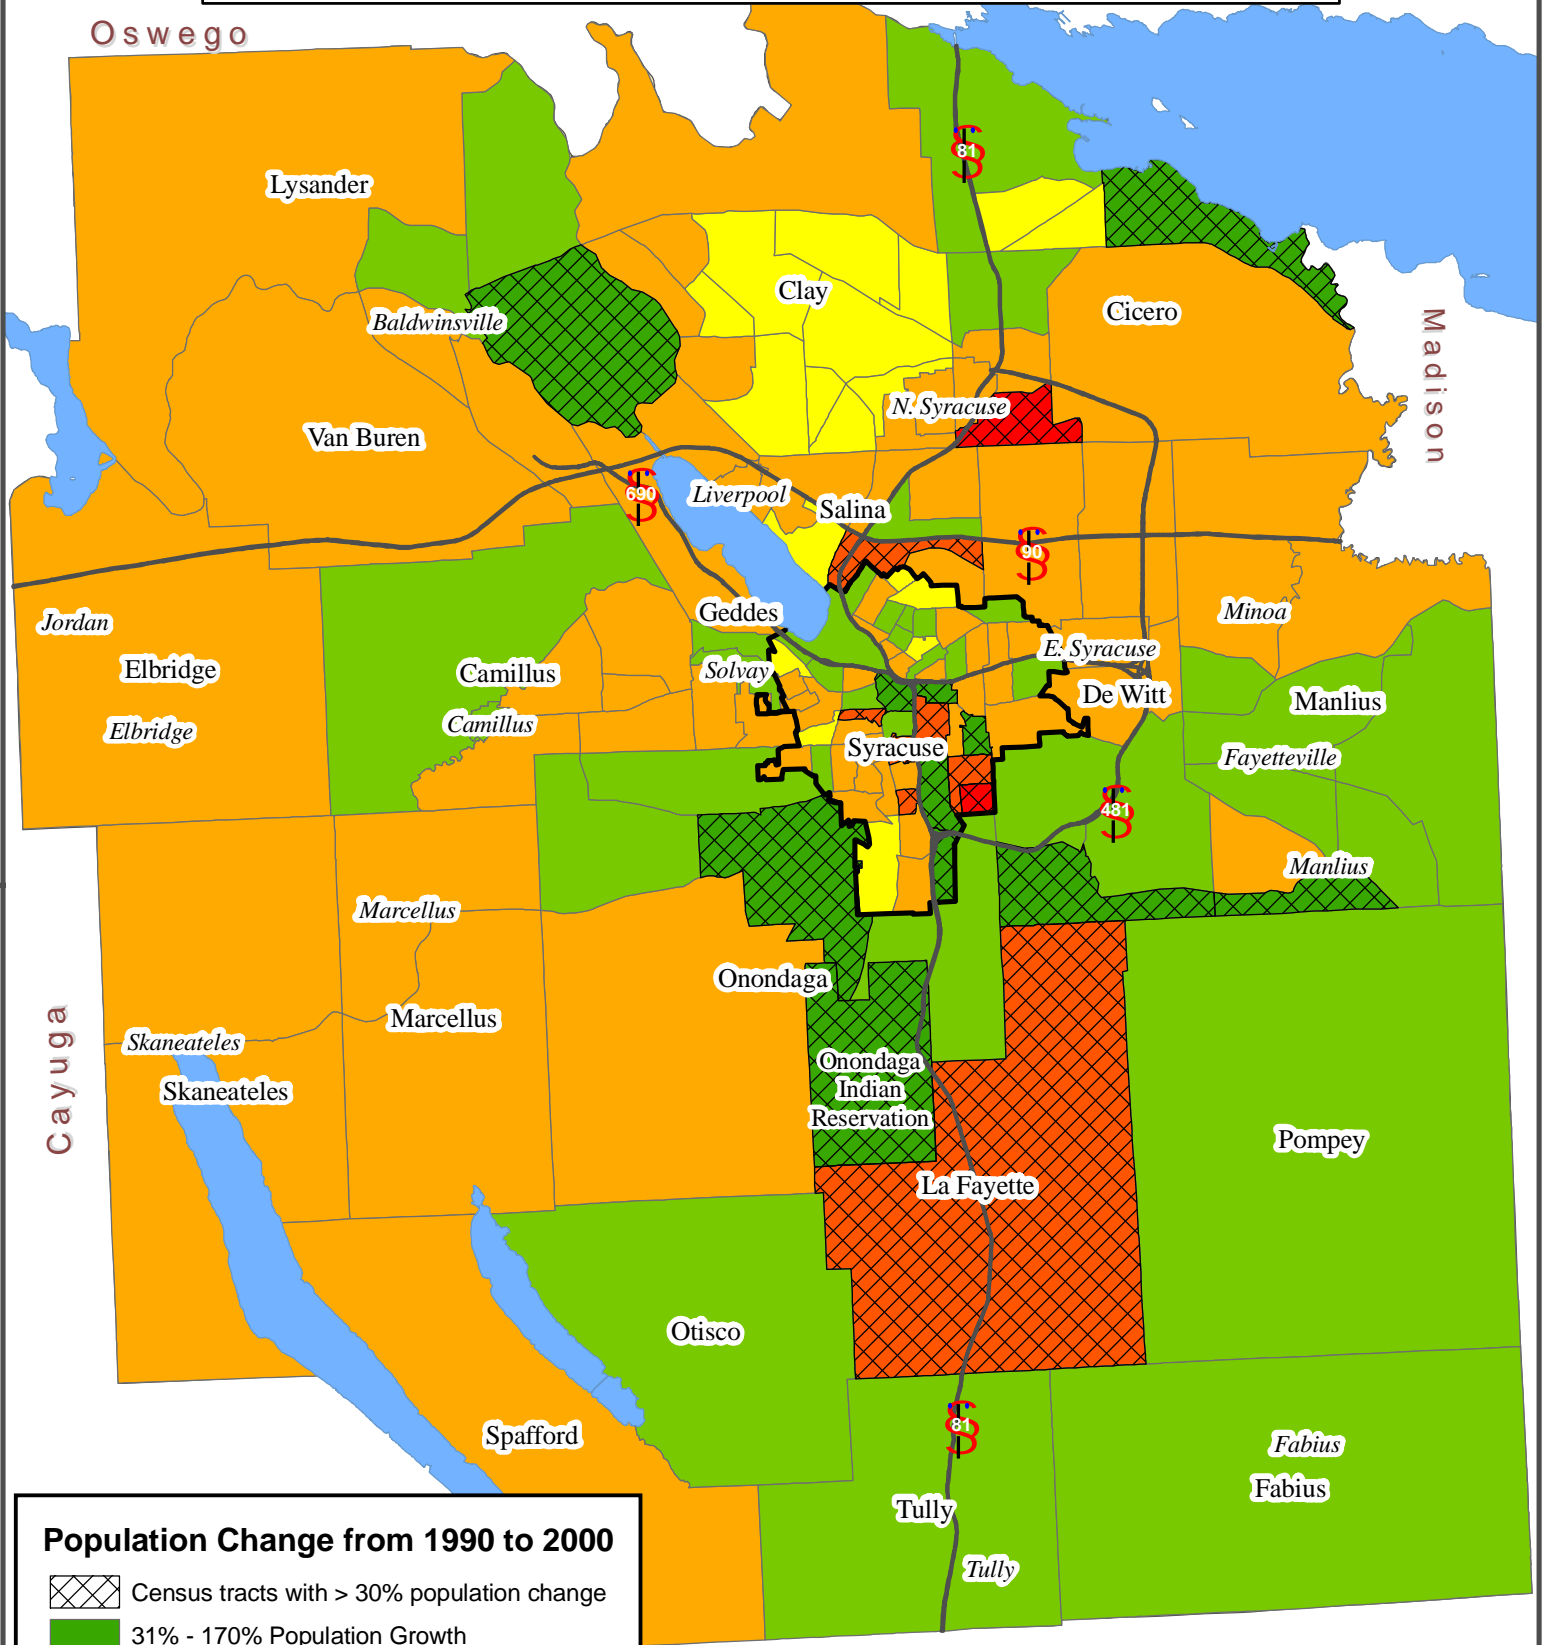 Oswego
81
Lysander
Clay
Cicero
Baldwinsville
Madison
N. Syracuse
Van Buren
690
Liverpool
Salina
90
Jordan
Geddes
Minoa
E. Syracuse
Elbridge
Camillus
Solvay
De Witt
Manlius
Elbridge
Camillus
Syracuse
Fayetteville
481
Manlius
Marcellus
Onondaga
Marcellus
Cayuga
Skaneateles
Onondaga
Indian
Reservation
Skaneateles
Pompey
La Fayette
Otisco
81
Spafford
Fabius
Fabius
Tully
Tully
Population Change from 1990 to 2000
Census tracts with > 30% population change
31% - 170% Population Growth